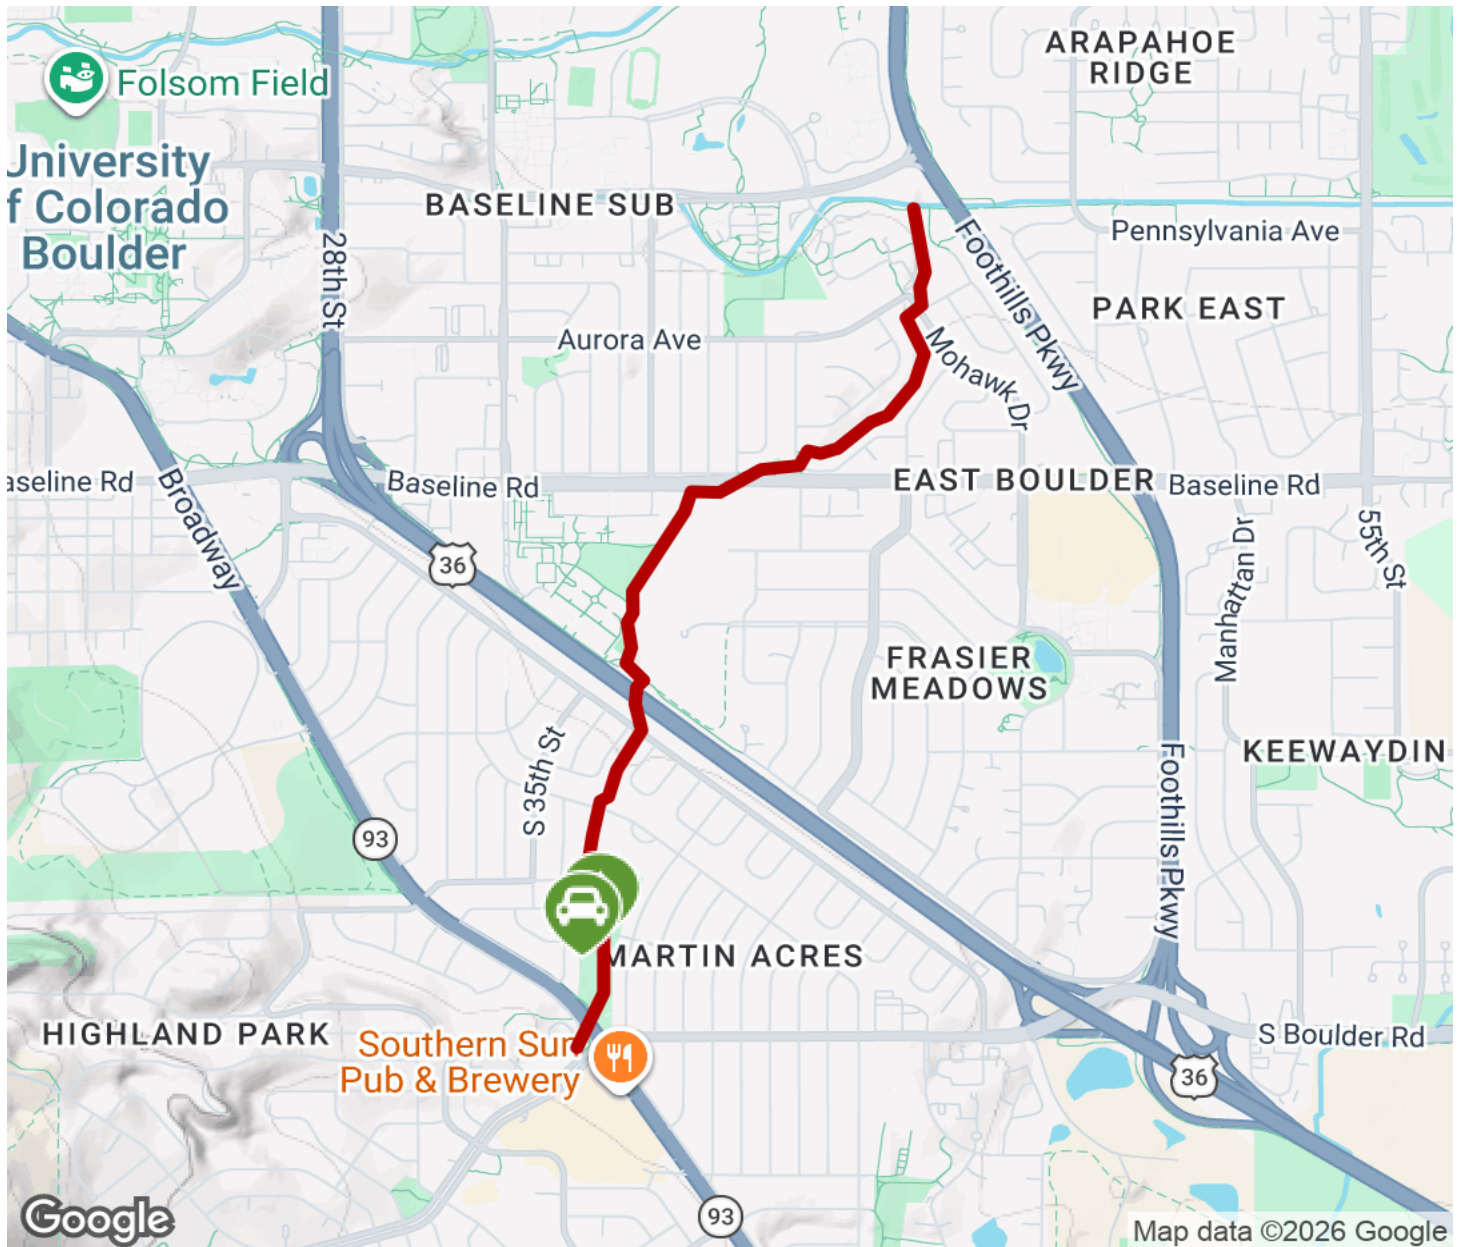 ARAPAHOE
RIDGE
Folsom Field
University
of Colorado
Boulder
BASELINE SUB
28th St
Pennsylvania Ave
Foothills Pkwy
PARK EAST
Aurora Ave
Mohawk Dr
aseline Rd
Baseline Rd
EAST BOULDER
Baseline Rd
Broadway
36
55th St
Manhattan Dr
FRASIER
MEADOWS
S 35th St
KEEWAYDIN
Foothills Pkwy
93
MARTIN ACRES
HIGHLAND PARK
Southern Sun
Pub & Brewery
S Boulder Rd
36
93
Google
Map data ©2026 Google